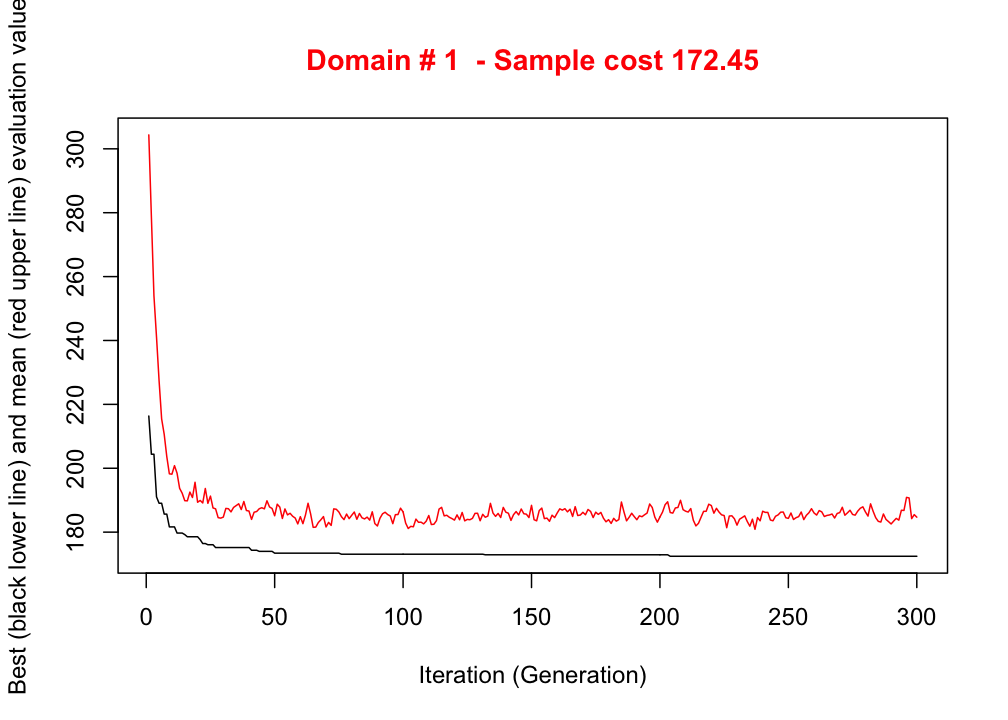 Domain # 1 - Sample cost 172.45
Best (black lower line) and mean (red upper line) evaluation value
300
280
260
240
220
200
180
0 50 100 150 200 250 300
Iteration (Generation)